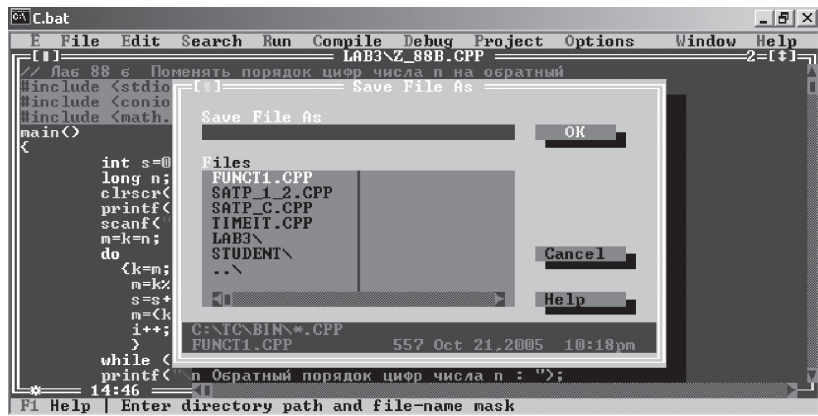 C.bat
File Edit Search Run Compile Debug Project Options Window Help
LAB3\Z_88B.CPP 2=[↕]
// Лаб 88 б Поменять порядок цифр числа n на обратный
#include <stdio
#include <conio
#include <math.
main()
{
int s=0
long n;
clrscr(
printf(
scanf("
m=k=n;
do
{k=m;
m=k%
s=s+
m=(k
i++;
}
while (
printf("\n Обратный порядок цифр числа n : ");
14:46
Save File As
Save File As
OK
Files
FUNCT1.CPP
SATP_1_2.CPP
SATP_C.CPP
TIMEIT.CPP
LAB3\
STUDENT\
..\
Cancel
Help
C:\TC\BIN\*.CPP
FUNCT1.CPP 557 Oct 21,2005 10:18pm
F1 Help | Enter directory path and file-name mask